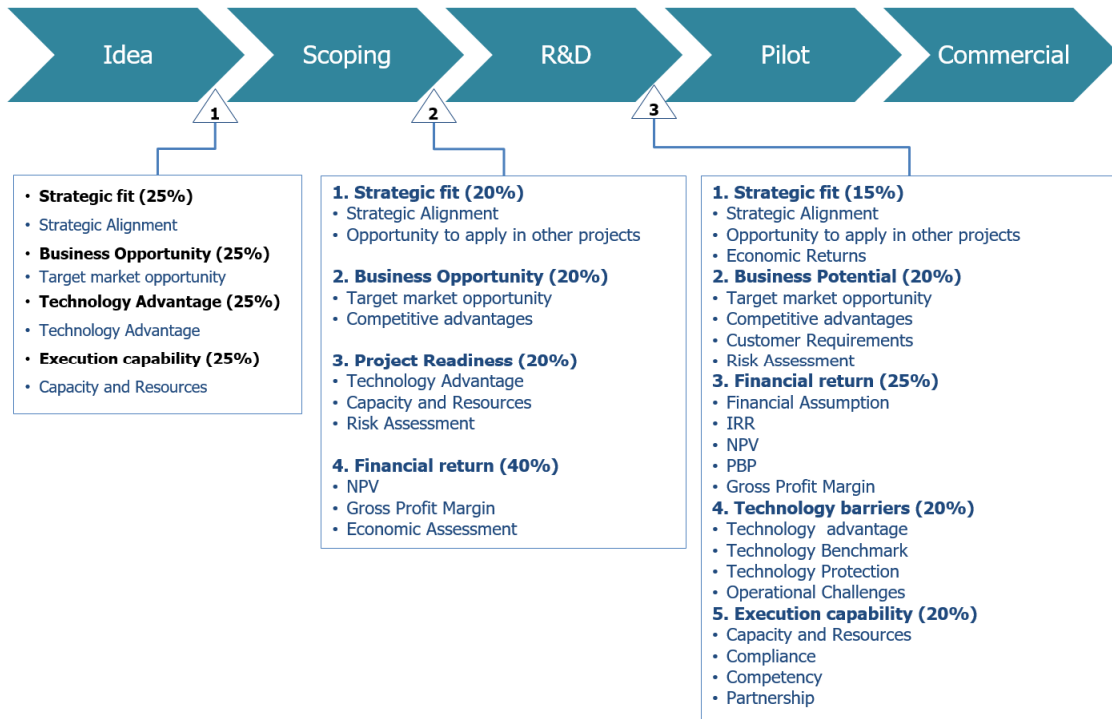 Idea
Scoping
R&D
Pilot
Commercial
1
2
3
• Strategic fit (25%)
• Strategic Alignment
• Business Opportunity (25%)
• Target market opportunity
• Technology Advantage (25%)
• Technology Advantage
• Execution capability (25%)
• Capacity and Resources
1. Strategic fit (20%)
• Strategic Alignment
• Opportunity to apply in other projects
2. Business Opportunity (20%)
• Target market opportunity
• Competitive advantages
3. Project Readiness (20%)
• Technology Advantage
• Capacity and Resources
• Risk Assessment
4. Financial return (40%)
• NPV
• Gross Profit Margin
• Economic Assessment
1. Strategic fit (15%)
• Strategic Alignment
• Opportunity to apply in other projects
• Economic Returns
2. Business Potential (20%)
• Target market opportunity
• Competitive advantages
• Customer Requirements
• Risk Assessment
3. Financial return (25%)
• Financial Assumption
• IRR
• NPV
• PBP
• Gross Profit Margin
4. Technology barriers (20%)
• Technology advantage
• Technology Benchmark
• Technology Protection
• Operational Challenges
5. Execution capability (20%)
• Capacity and Resources
• Compliance
• Competency
• Partnership